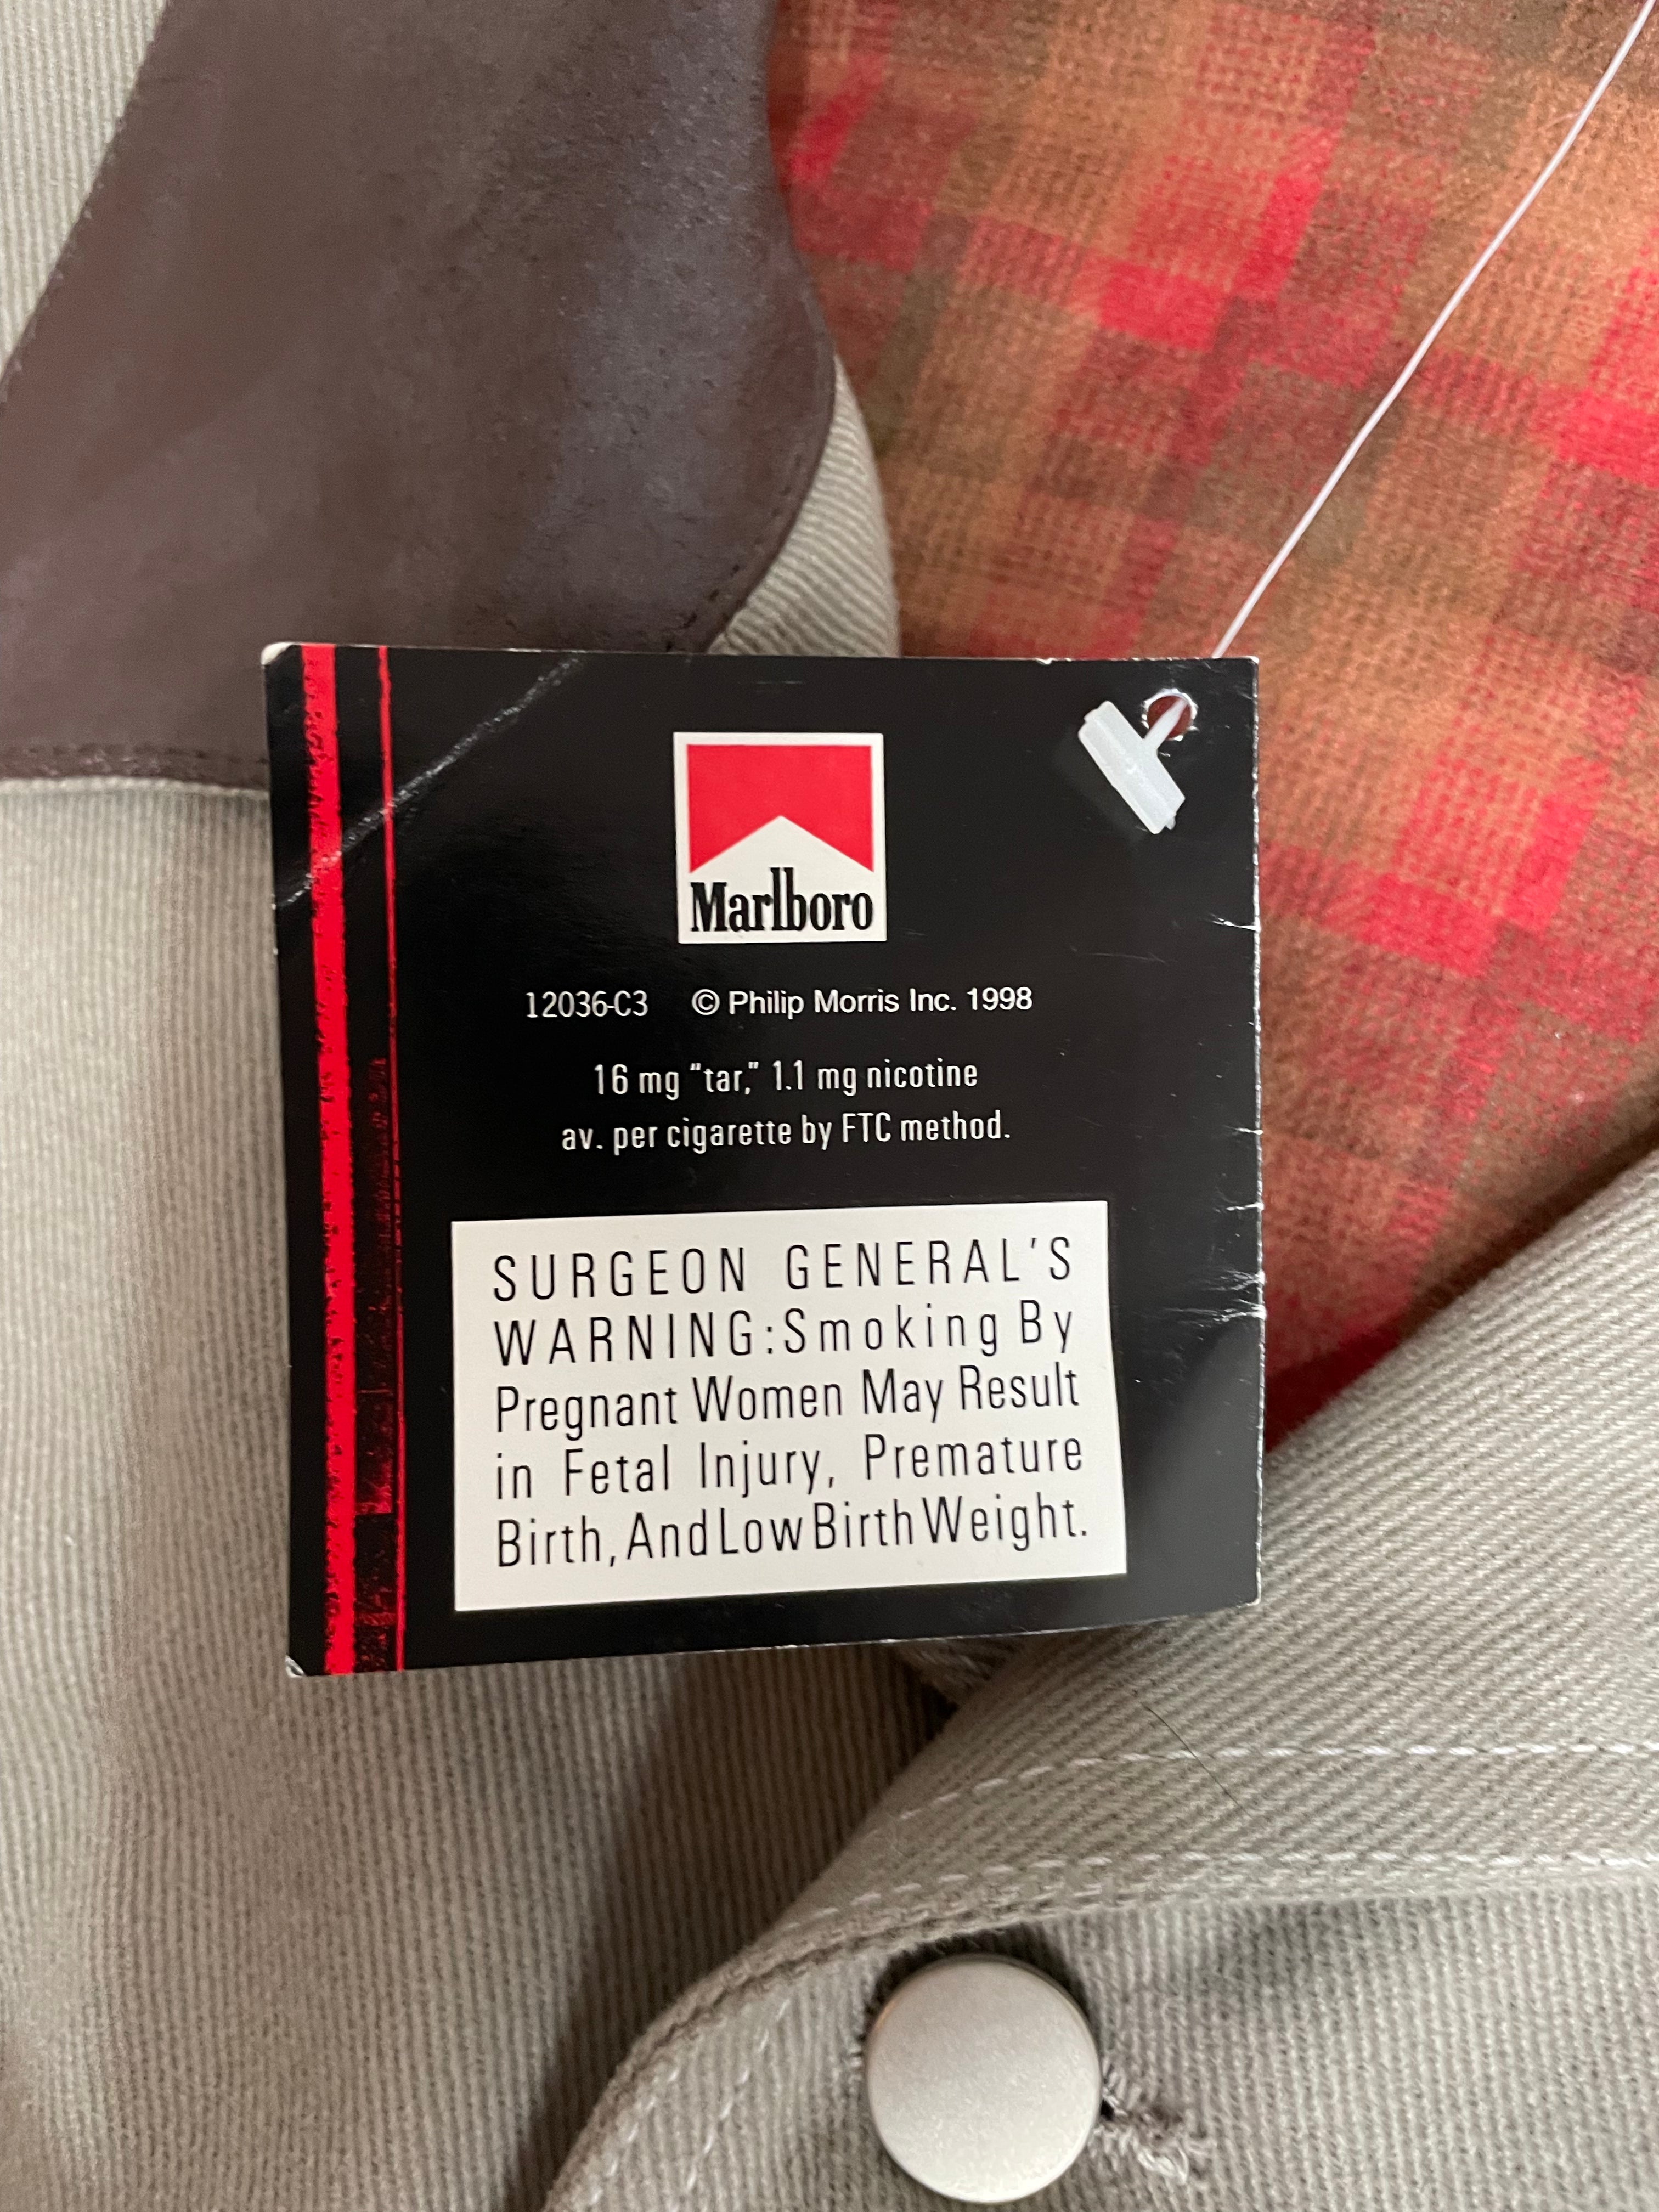 Marlboro
12036-C3 © Philip Morris Inc. 1998
16 mg “tar,” 1.1 mg nicotine
av. per cigarette by FTC method.
SURGEON GENERAL'S
WARNING:Smoking By
Pregnant Women May Result
in Fetal Injury, Premature
Birth, And Low Birth Weight.